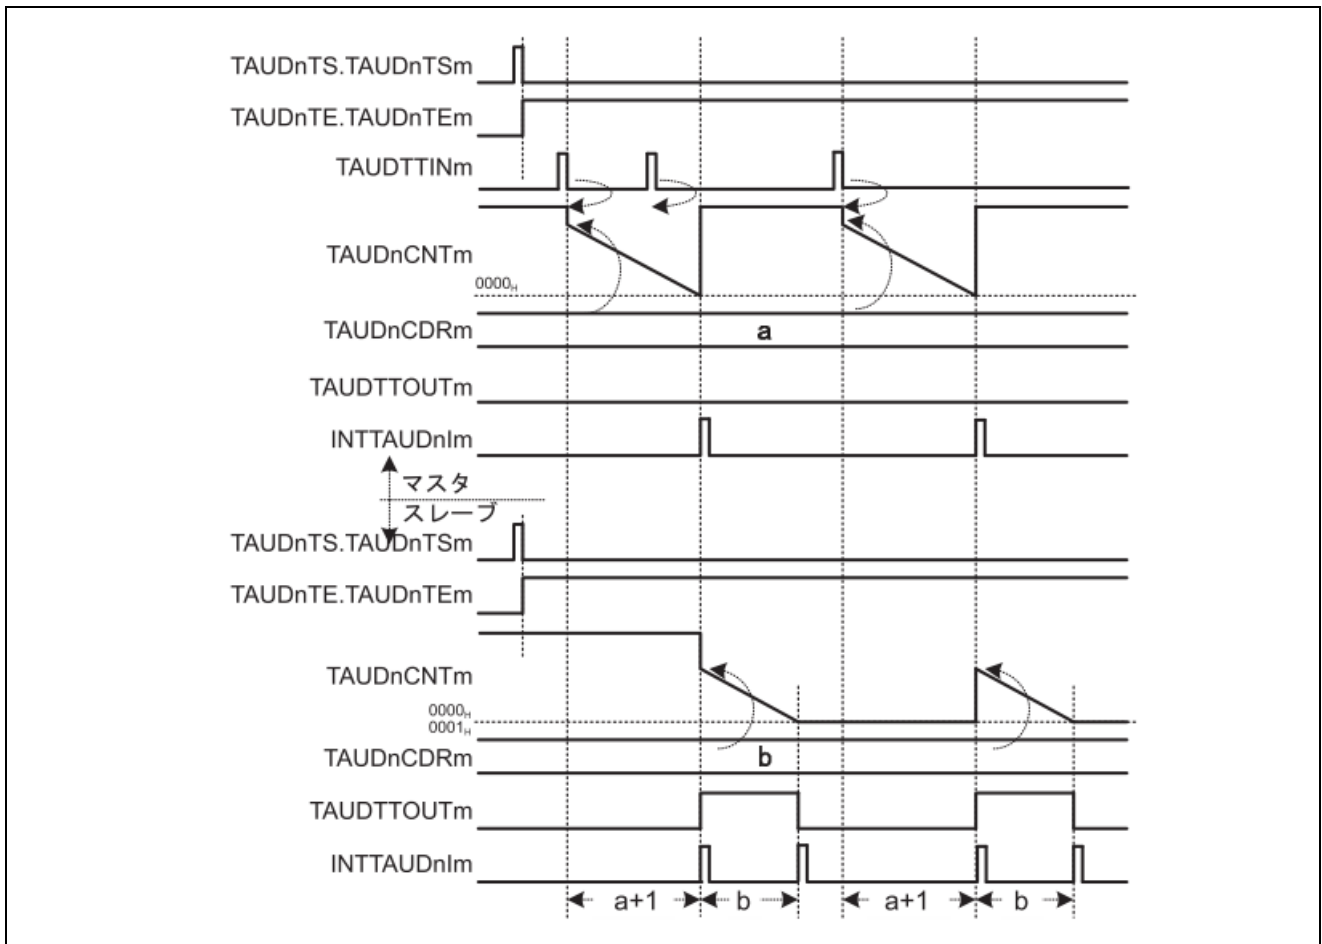 TAUDnTS.TAUDnTSm
TAUDnTE.TAUDnTEm
TAUDTTINm
TAUDnCNTm
0000H
TAUDnCDRm
a
TAUDTTOUTm
INTTAUDnIm
マスタ
スレーブ
TAUDnTS.TAUDnTSm
TAUDnTE.TAUDnTEm
TAUDnCNTm
0000H
0001H
TAUDnCDRm
b
TAUDTTOUTm
INTTAUDnIm
a+1 b a+1 b